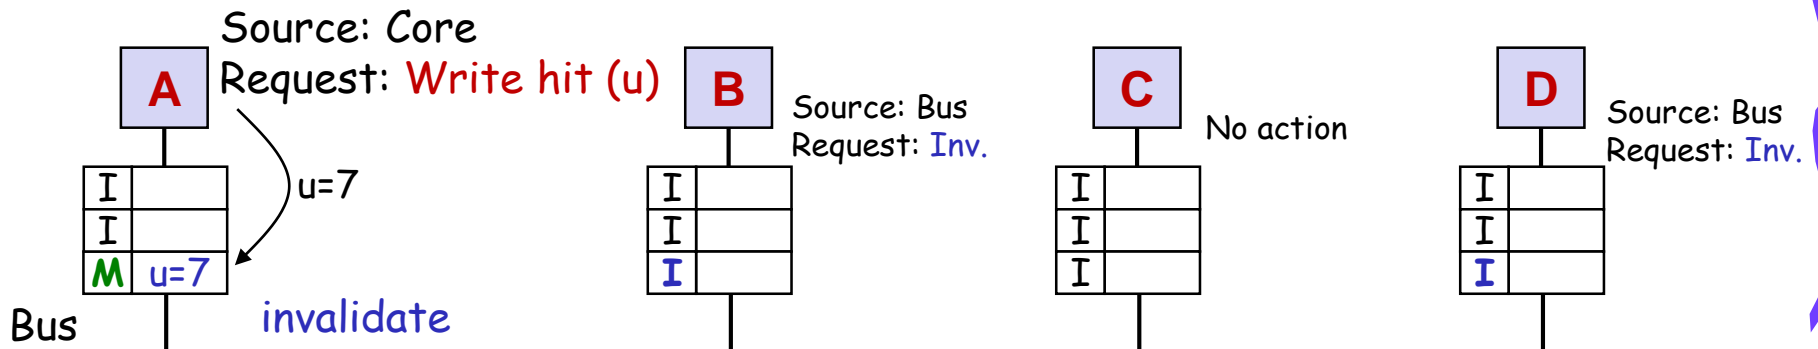 Source: Core
Request: Write hit (u)
A
B
Source: Bus
Request: Inv.
C
No action
D
Source: Bus
Request: Inv.
I
I
M u=7
u=7
I
I
I
I
I
I
I
I
I
Bus
invalidate